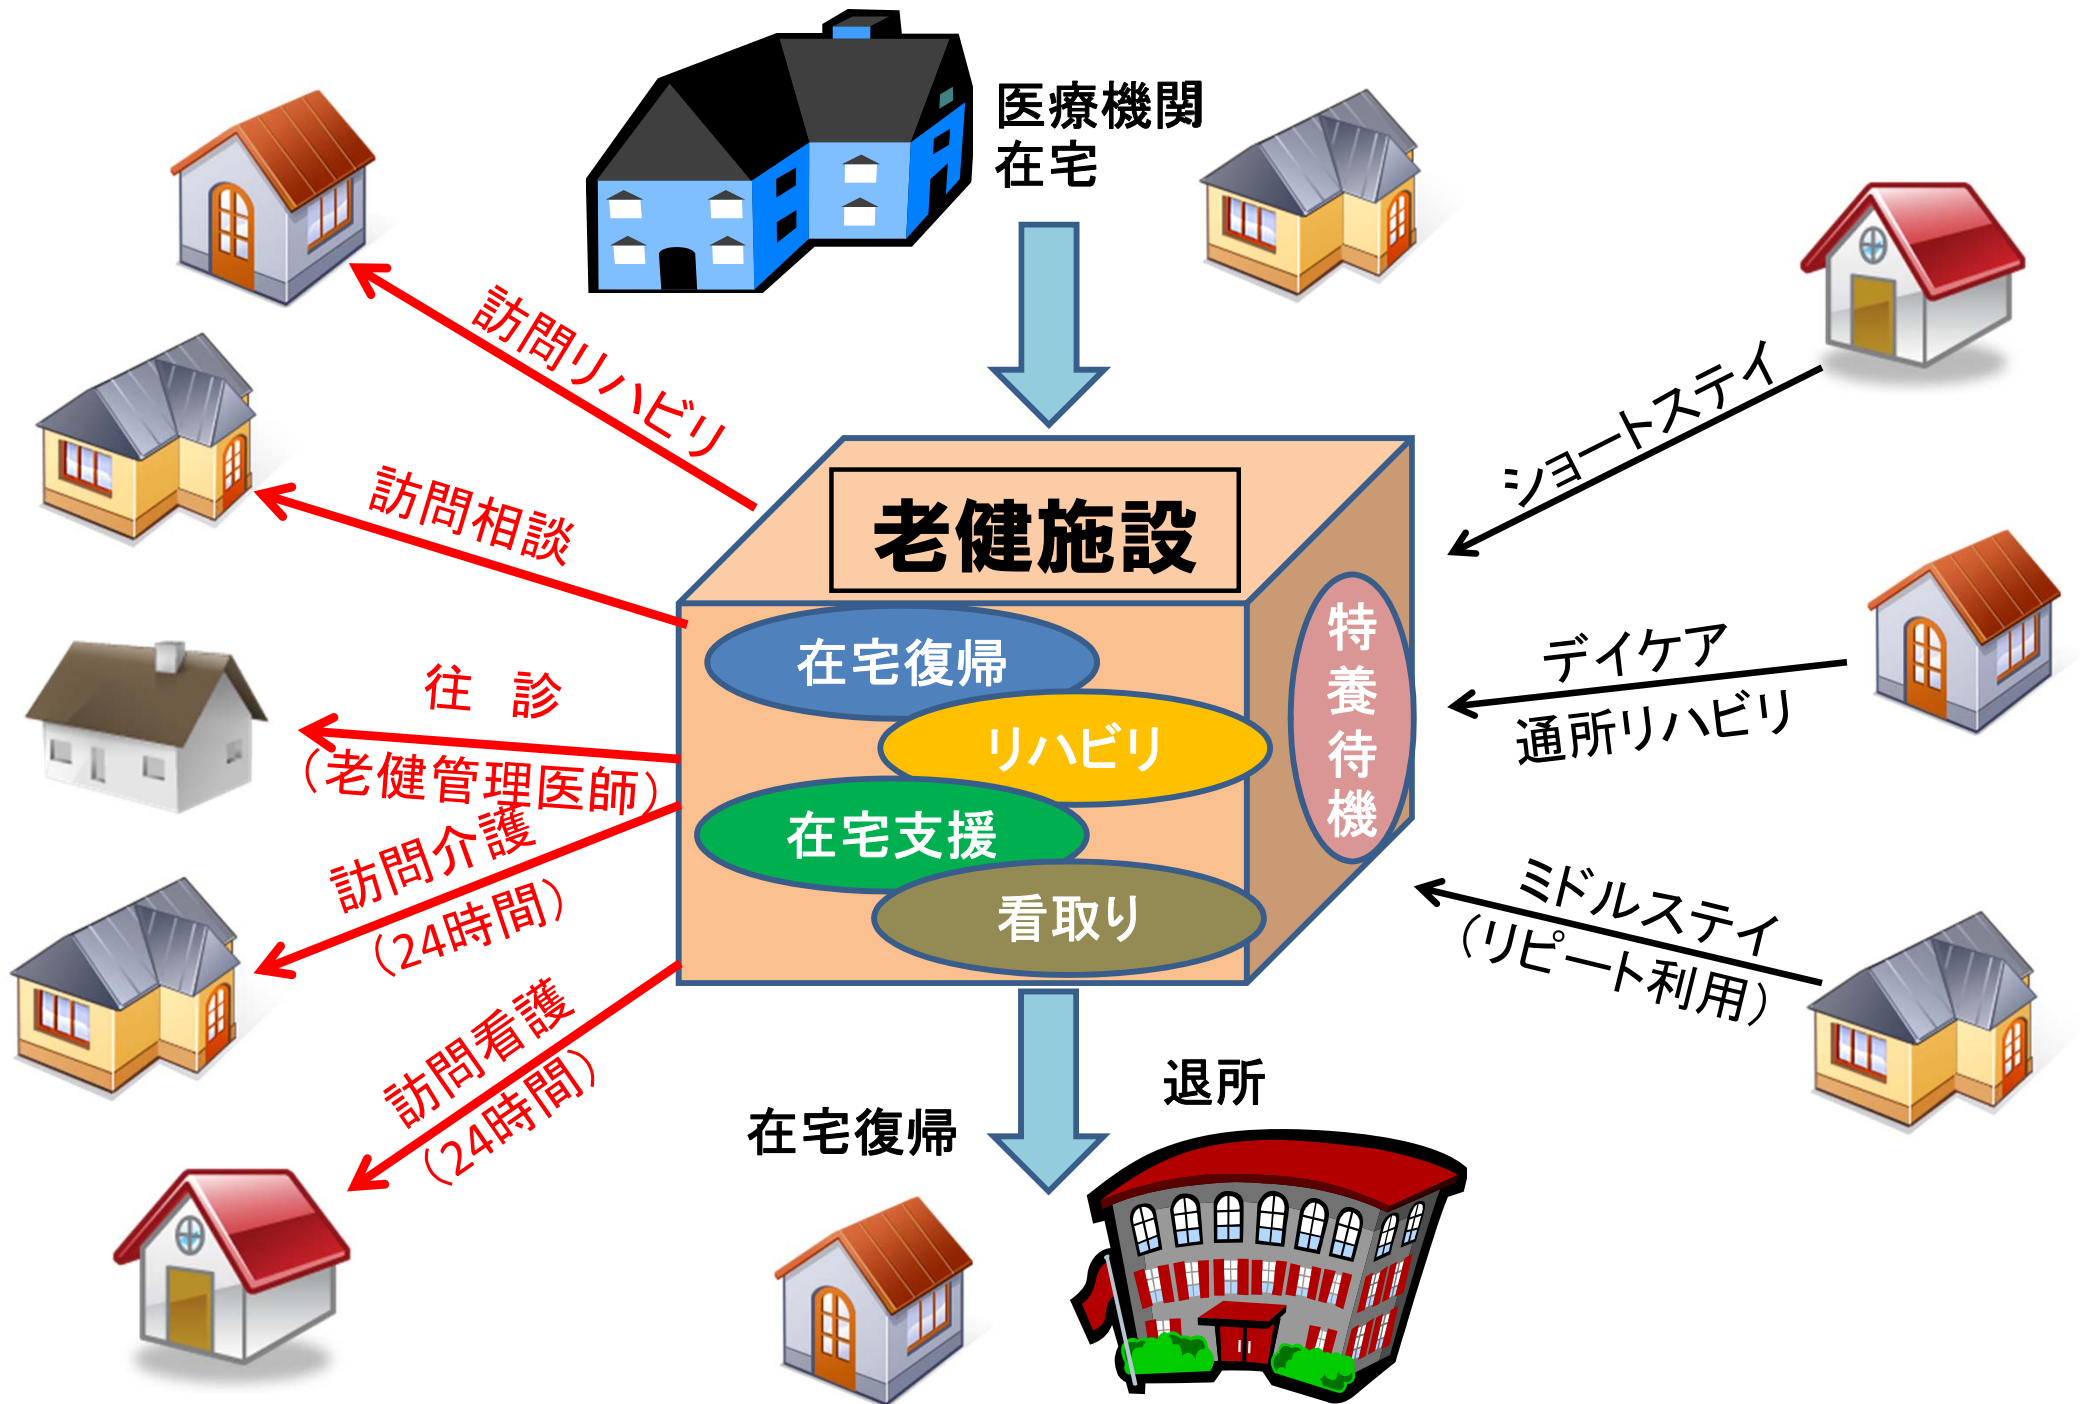 医療機関
在宅
訪問リハビリ
訪問相談
往　診
（老健管理医師）
訪問介護
（24時間）
訪問看護
（24時間）
老健施設
在宅復帰
リハビリ
在宅支援
看取り
特養待機
ショートステイ
デイケア
通所リハビリ
ミドルステイ
（リピート利用）
在宅復帰
退所